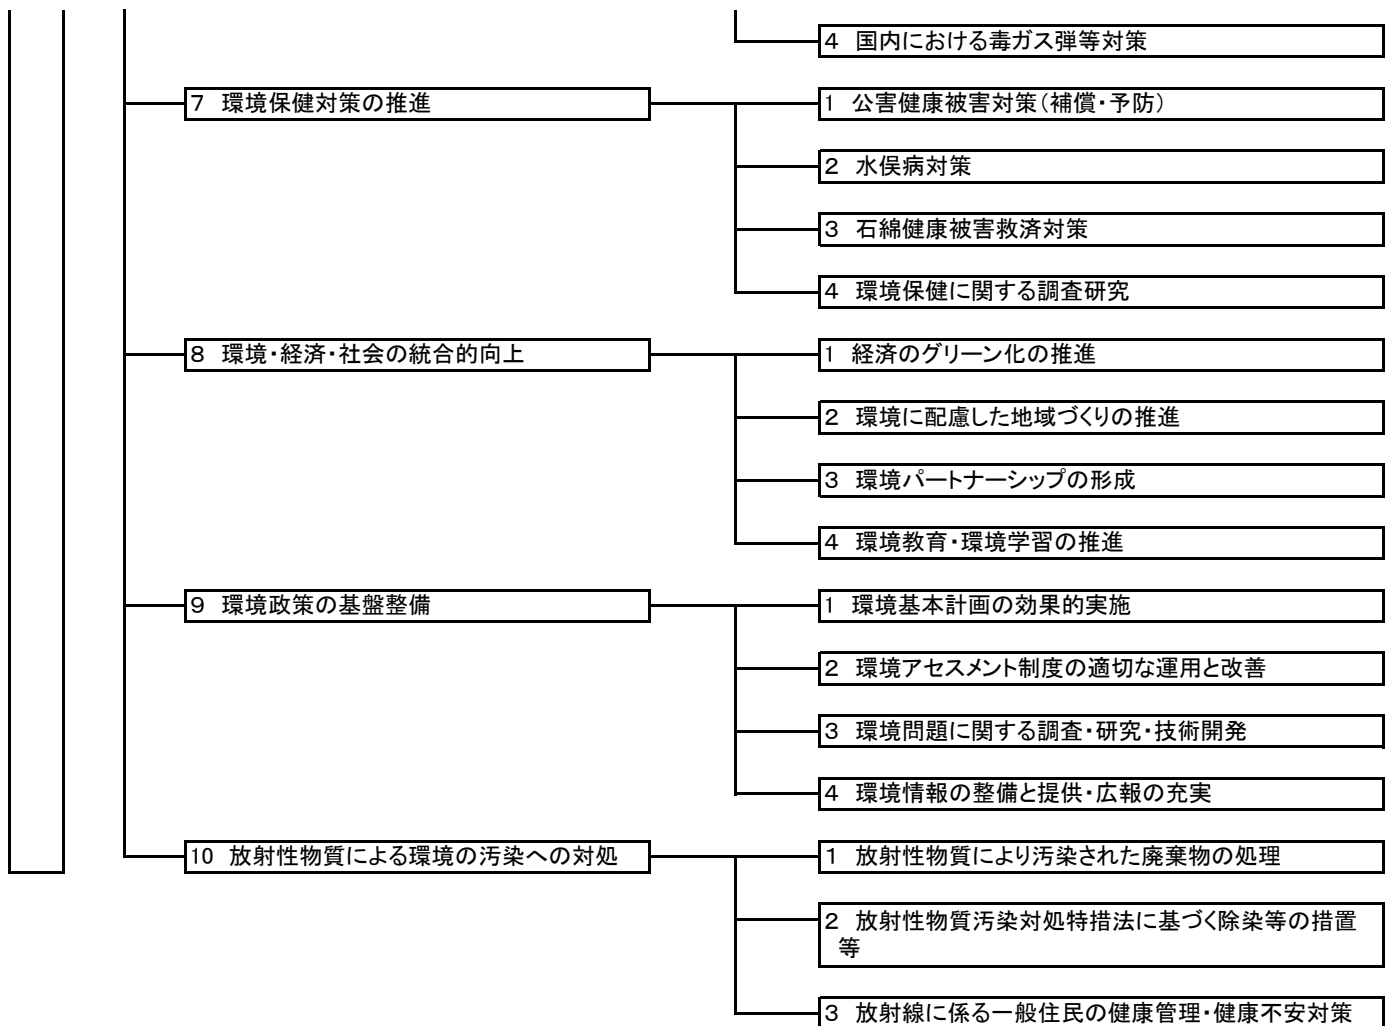 4 国内における毒ガス弾等対策
7 環境保健対策の推進
1 公害健康被害対策(補償・予防)
2 水俣病対策
3 石綿健康被害救済対策
4 環境保健に関する調査研究
8 環境・経済・社会の統合的向上
1 経済のグリーン化の推進
2 環境に配慮した地域づくりの推進
3 環境パートナーシップの形成
4 環境教育・環境学習の推進
9 環境政策の基盤整備
1 環境基本計画の効果的実施
2 環境アセスメント制度の適切な運用と改善
3 環境問題に関する調査・研究・技術開発
4 環境情報の整備と提供・広報の充実
10 放射性物質による環境の汚染への対処
1 放射性物質により汚染された廃棄物の処理
2 放射性物質汚染対処特措法に基づく除染等の措置
等
3 放射線に係る一般住民の健康管理・健康不安対策